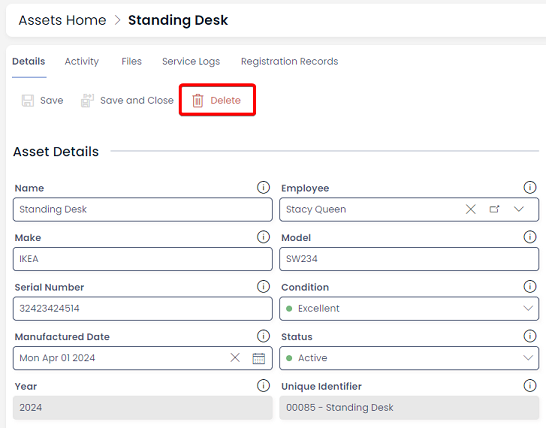 Assets Home > Standing Desk
Details Activity Files Service Logs Registration Records
Save Save and Close Delete
Asset Details
Name Employee
Standing Desk Stacy Queen
Make Model
IKEA SW234
Serial Number Condition
32423424514 Excellent
Manufactured Date Status
Mon Apr 01 2024 Active
Year Unique Identifier
2024 00085 - Standing Desk